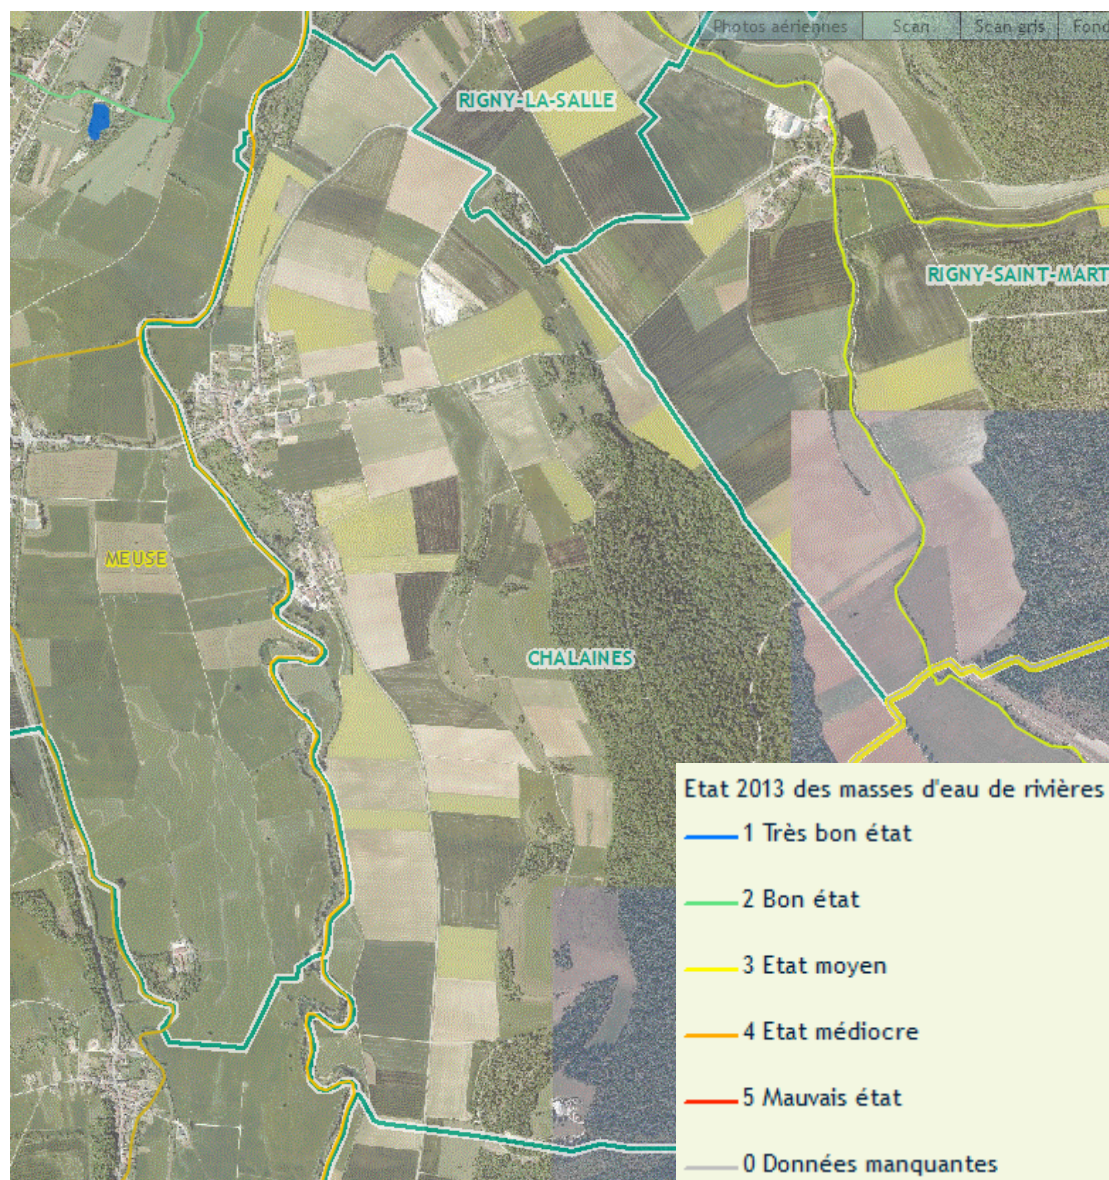 Photos aériennes
Scan
Scan gris
Fond
RIGNY-LA-SALLE
RIGNY-SAINT-MART
MEUSE
CHALAINES
Etat 2013 des masses d'eau de rivières
1 Très bon état
2 Bon état
3 Etat moyen
4 Etat médiocre
5 Mauvais état
0 Données manquantes